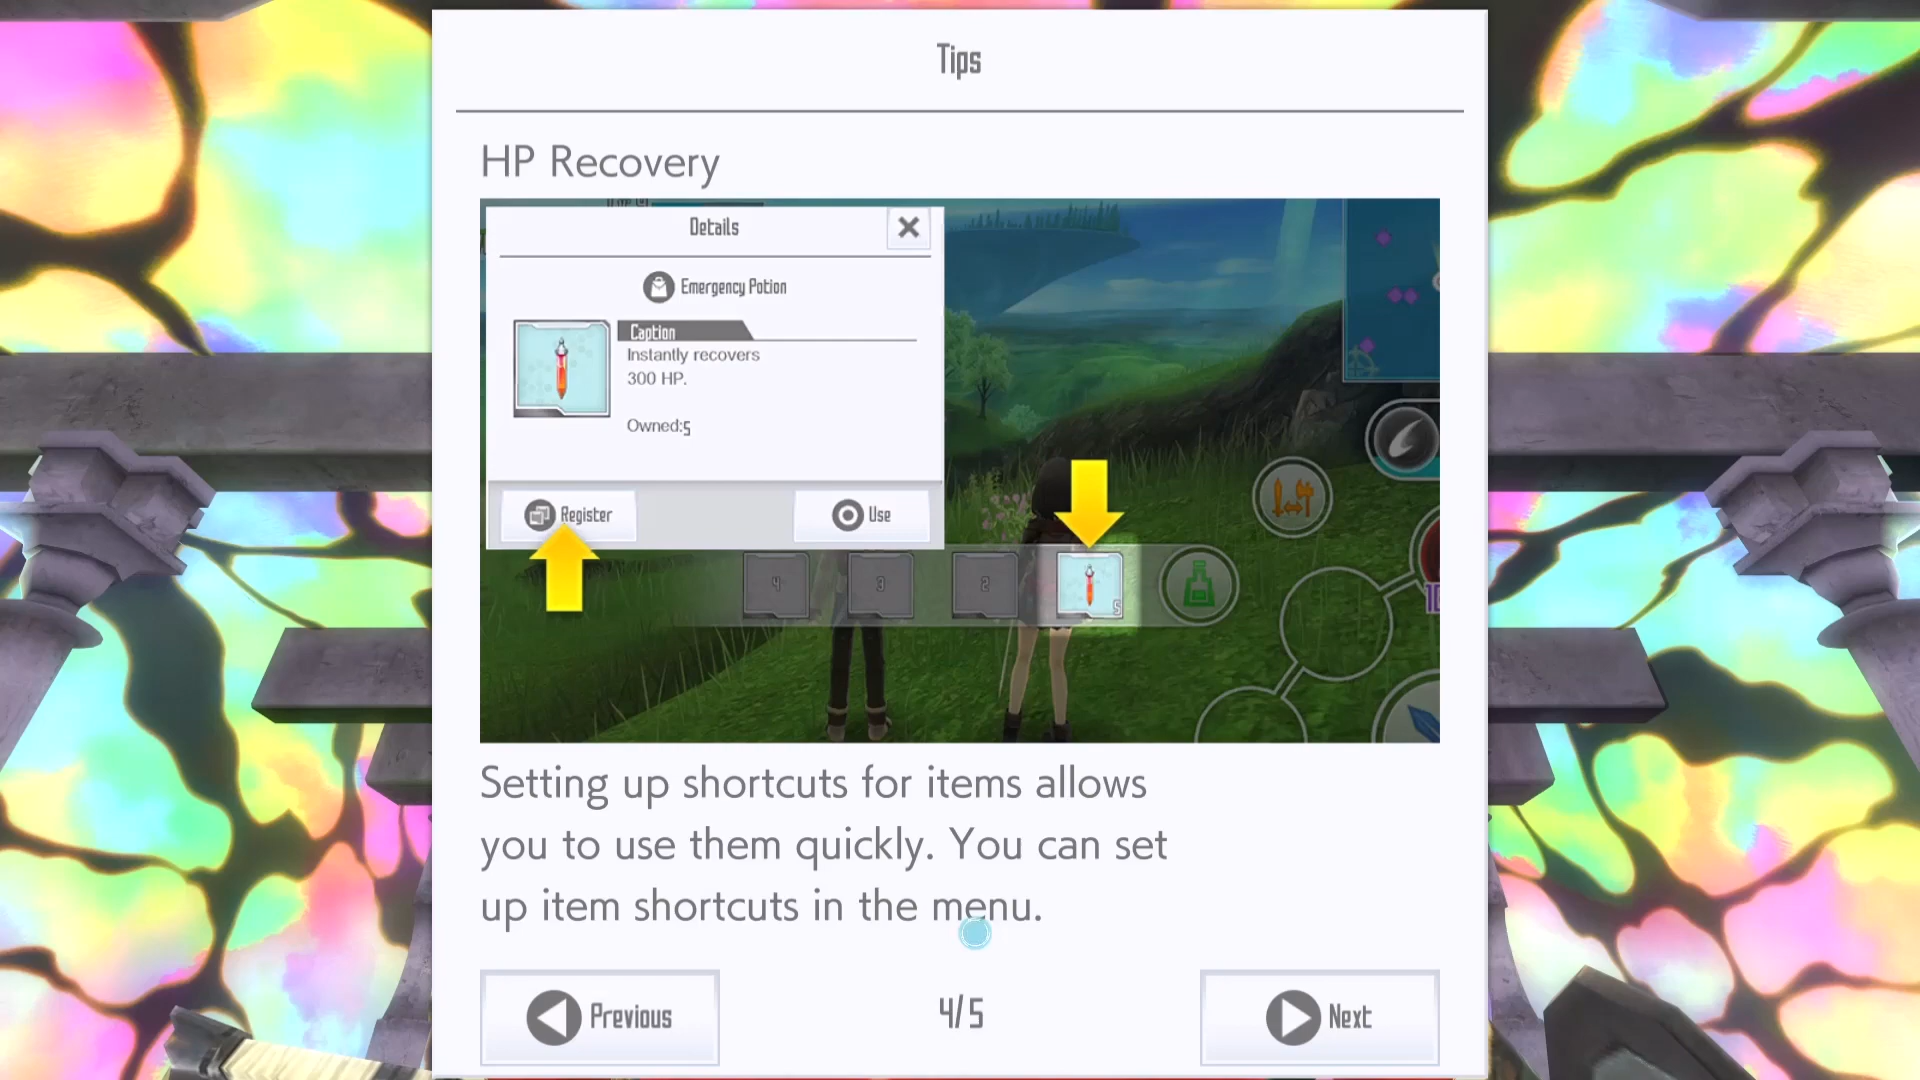 Tips
HP Recovery
Details
Emergency Potion
Caption
Instantly recovers
300 HP.
Owned:5
Register
Use
4
3
2
5
Setting up shortcuts for items allows
you to use them quickly. You can set
up item shortcuts in the menu.
Previous
4/5
Next